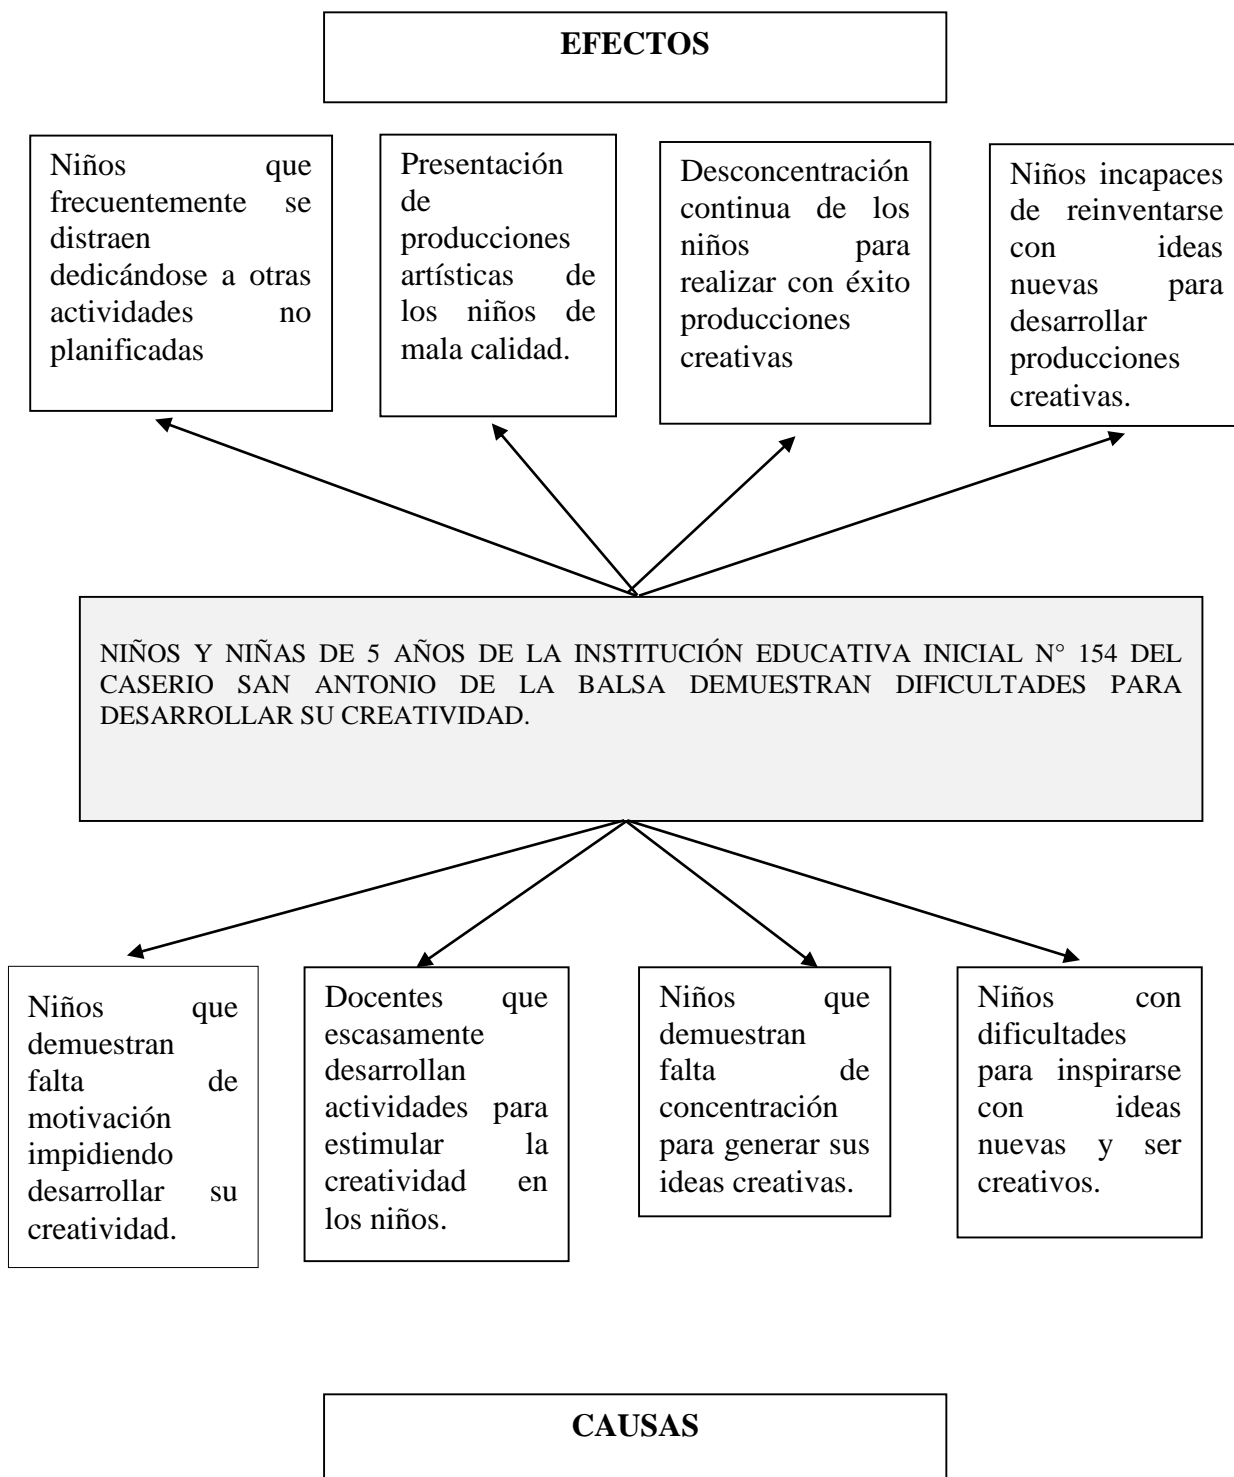 EFECTOS
Niños que
frecuentemente se
distraen
dedicándose a otras
actividades no
planificadas
Presentación
de
producciones
artísticas de
los niños de
mala calidad.
Desconcentración
continua de los
niños para
realizar con éxito
producciones
creativas
Niños incapaces
de reinventarse
con ideas
nuevas para
desarrollar
producciones
creativas.
NIÑOS Y NIÑAS DE 5 AÑOS DE LA INSTITUCIÓN EDUCATIVA INICIAL N° 154 DEL
CASERIO SAN ANTONIO DE LA BALSA DEMUESTRAN DIFICULTADES PARA
DESARROLLAR SU CREATIVIDAD.
Niños que
demuestran
falta de
motivación
impidiendo
desarrollar su
creatividad.
Docentes que
escasamente
desarrollan
actividades para
estimular la
creatividad en
los niños.
Niños que
demuestran
falta de
concentración
para generar sus
ideas creativas.
Niños con
dificultades
para inspirarse
con ideas
nuevas y ser
creativos.
CAUSAS